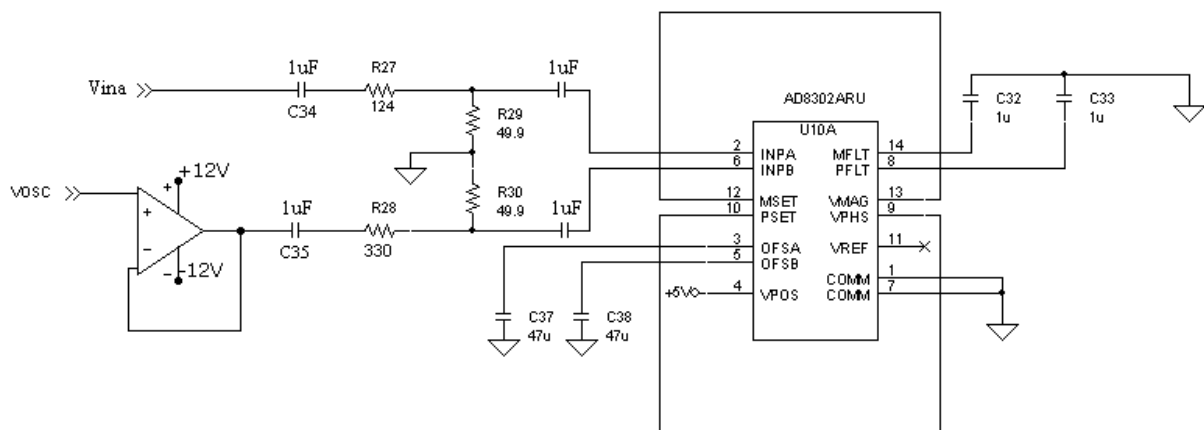 Vina
1uF
C34
R27
124
1uF
R29
49.9
R30
49.9
VOSC
+12V
+
+
-
-
-12V
1uF
C35
R28
330
1uF
AD8302ARU
U10A
2 INPA
6 INPB
12 MSET
10 PSET
3 OFSA
5 OFSB
+5V 4 VPOS
MFLT 14
PFLT 8
VMAG 13
VPHS 9
VREF 11
COMM 1
COMM 7
C32
1u
C33
1u
C37
47u
C38
47u